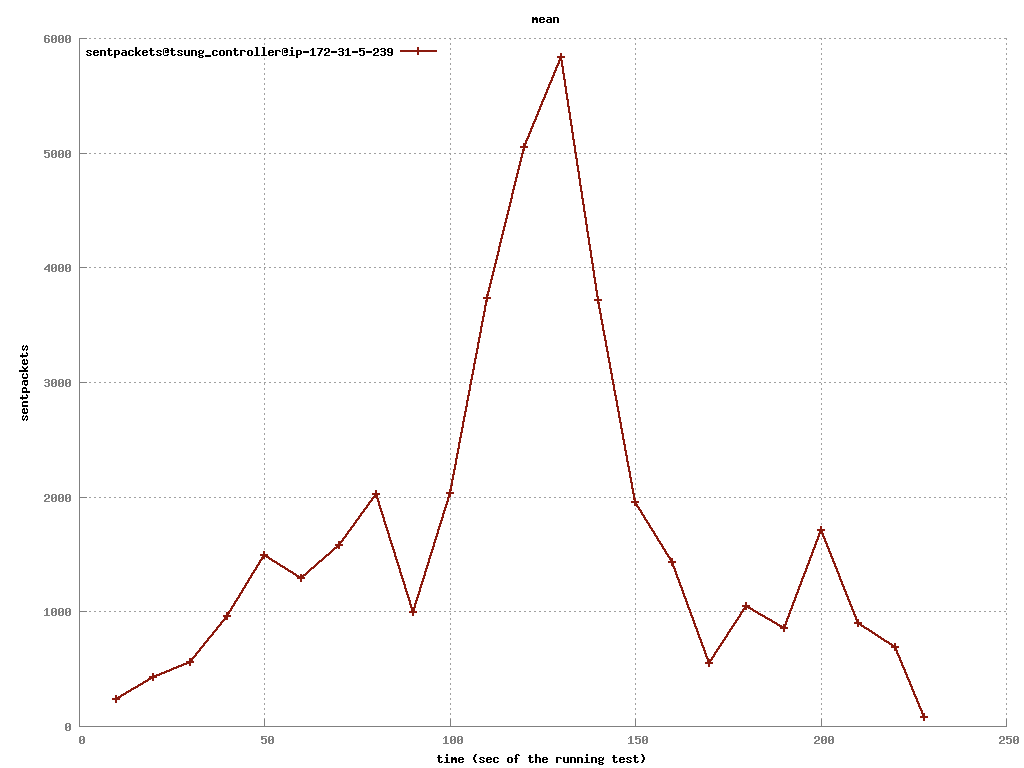 mean
6000
sentpackets@tsung_controller@ip-172-31-5-239
5000
4000
3000
sentpackets
2000
1000
0
0 50 100 150 200 250
time (sec of the running test)